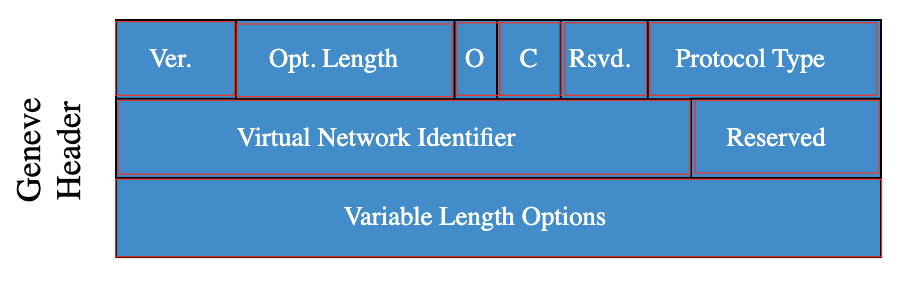 Geneve
Header
Ver.
Opt. Length
O
C
Rsvd.
Protocol Type
Virtual Network Identifier
Reserved
Variable Length Options